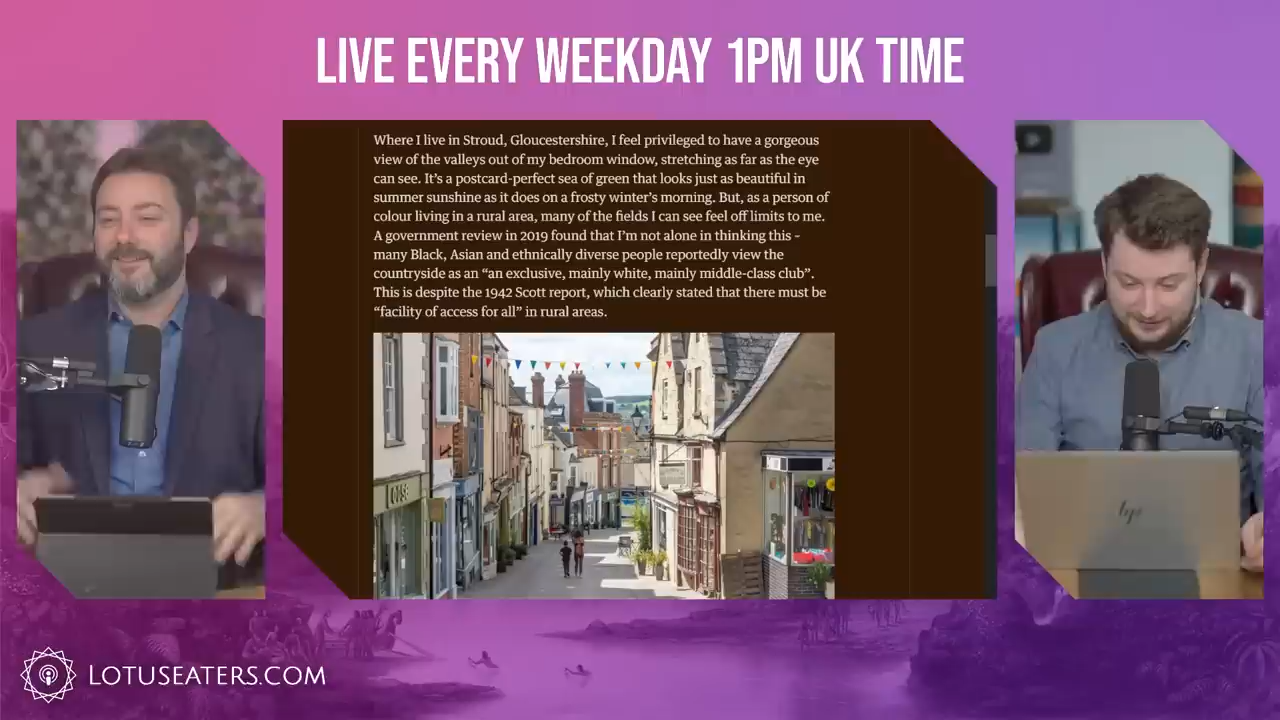 LIVE EVERY WEEKDAY 1PM UK TIME
Where I live in Stroud, Gloucestershire, I feel privileged to have a gorgeous
view of the valleys out of my bedroom window, stretching as far as the eye
can see. It's a postcard-perfect sea of green that looks just as beautiful in
summer sunshine as it does on a frosty winter's morning. But, as a person of
colour living in a rural area, many of the fields I can see feel off limits to me.
A government review in 2019 found that I'm not alone in thinking this –
many Black, Asian and ethnically diverse people reportedly view the
countryside as an “an exclusive, mainly white, mainly middle-class club”.
This is despite the 1942 Scott report, which clearly stated that there must be
“facility of access for all” in rural areas.
hp
LOTUSEATERS.COM